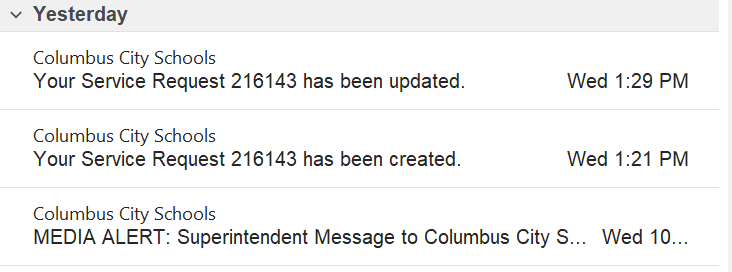 Yesterday
Columbus City Schools
Your Service Request 216143 has been updated. Wed 1:29 PM
Columbus City Schools
Your Service Request 216143 has been created. Wed 1:21 PM
Columbus City Schools
MEDIA ALERT: Superintendent Message to Columbus City S... Wed 10...